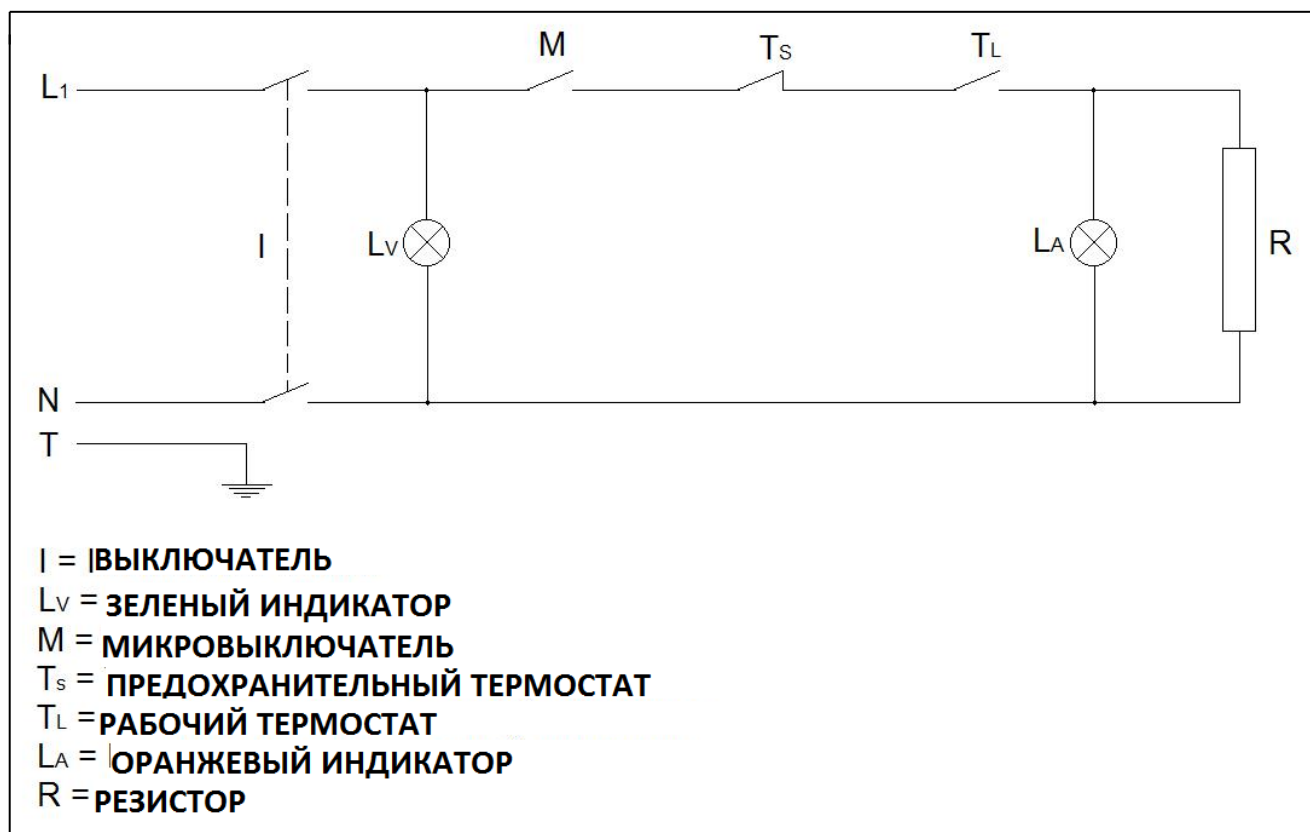 M Ts TL
L1
I Lv LA R
N
T
I = ВЫКЛЮЧАТЕЛЬ
Lv = ЗЕЛЕНЫЙ ИНДИКАТОР
M = МИКРОВЫКЛЮЧАТЕЛЬ
Ts = ПРЕДОХРАНИТЕЛЬНЫЙ ТЕРМОСТАТ
TL = РАБОЧИЙ ТЕРМОСТАТ
LA = ОРАНЖЕВЫЙ ИНДИКАТОР
R = РЕЗИСТОР